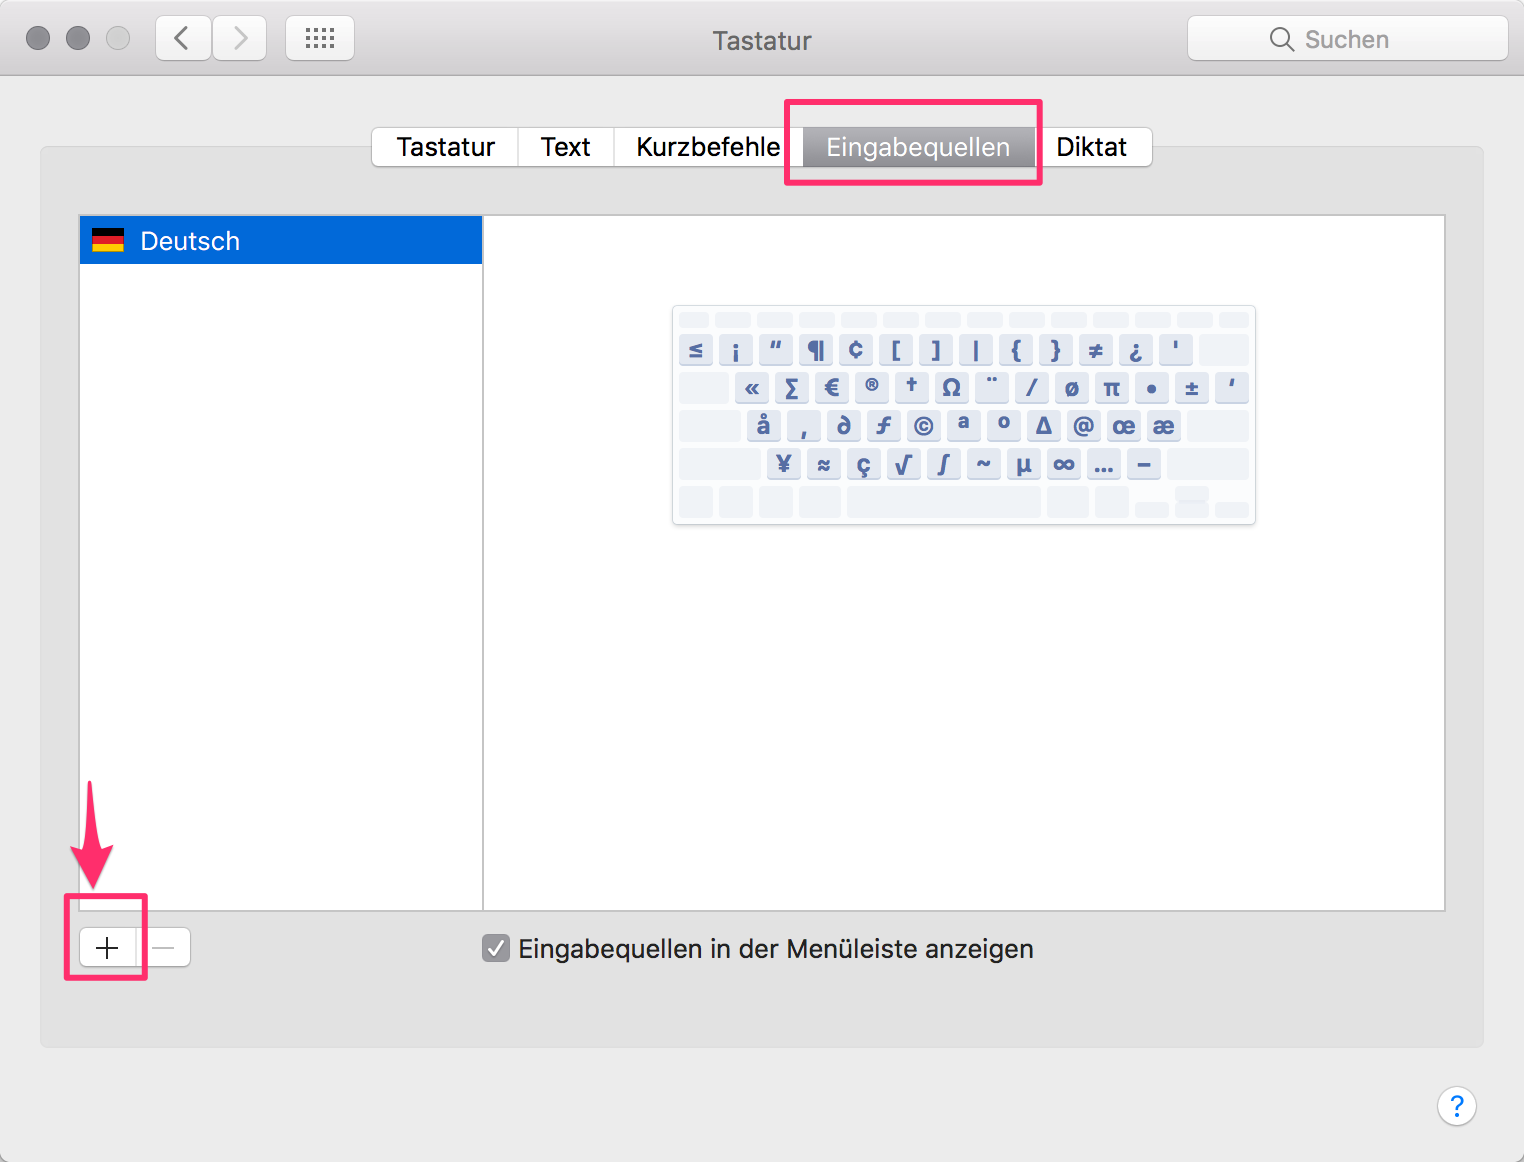 Tastatur
Suchen
Tastatur Text Kurzbefehle Eingabequellen Diktat
Deutsch
≤ ¡ “ ¶ ¢ [ ] | { } ≠ ¿ '
« ∑ € ® † Ω ¨ / ø π • ± ‘
å ‚ ∂ ƒ © ª º ∆ @ œ æ
¥ ≈ ç √ ∫ ~ µ ∞ … –
+ −
Eingabequellen in der Menüleiste anzeigen
?